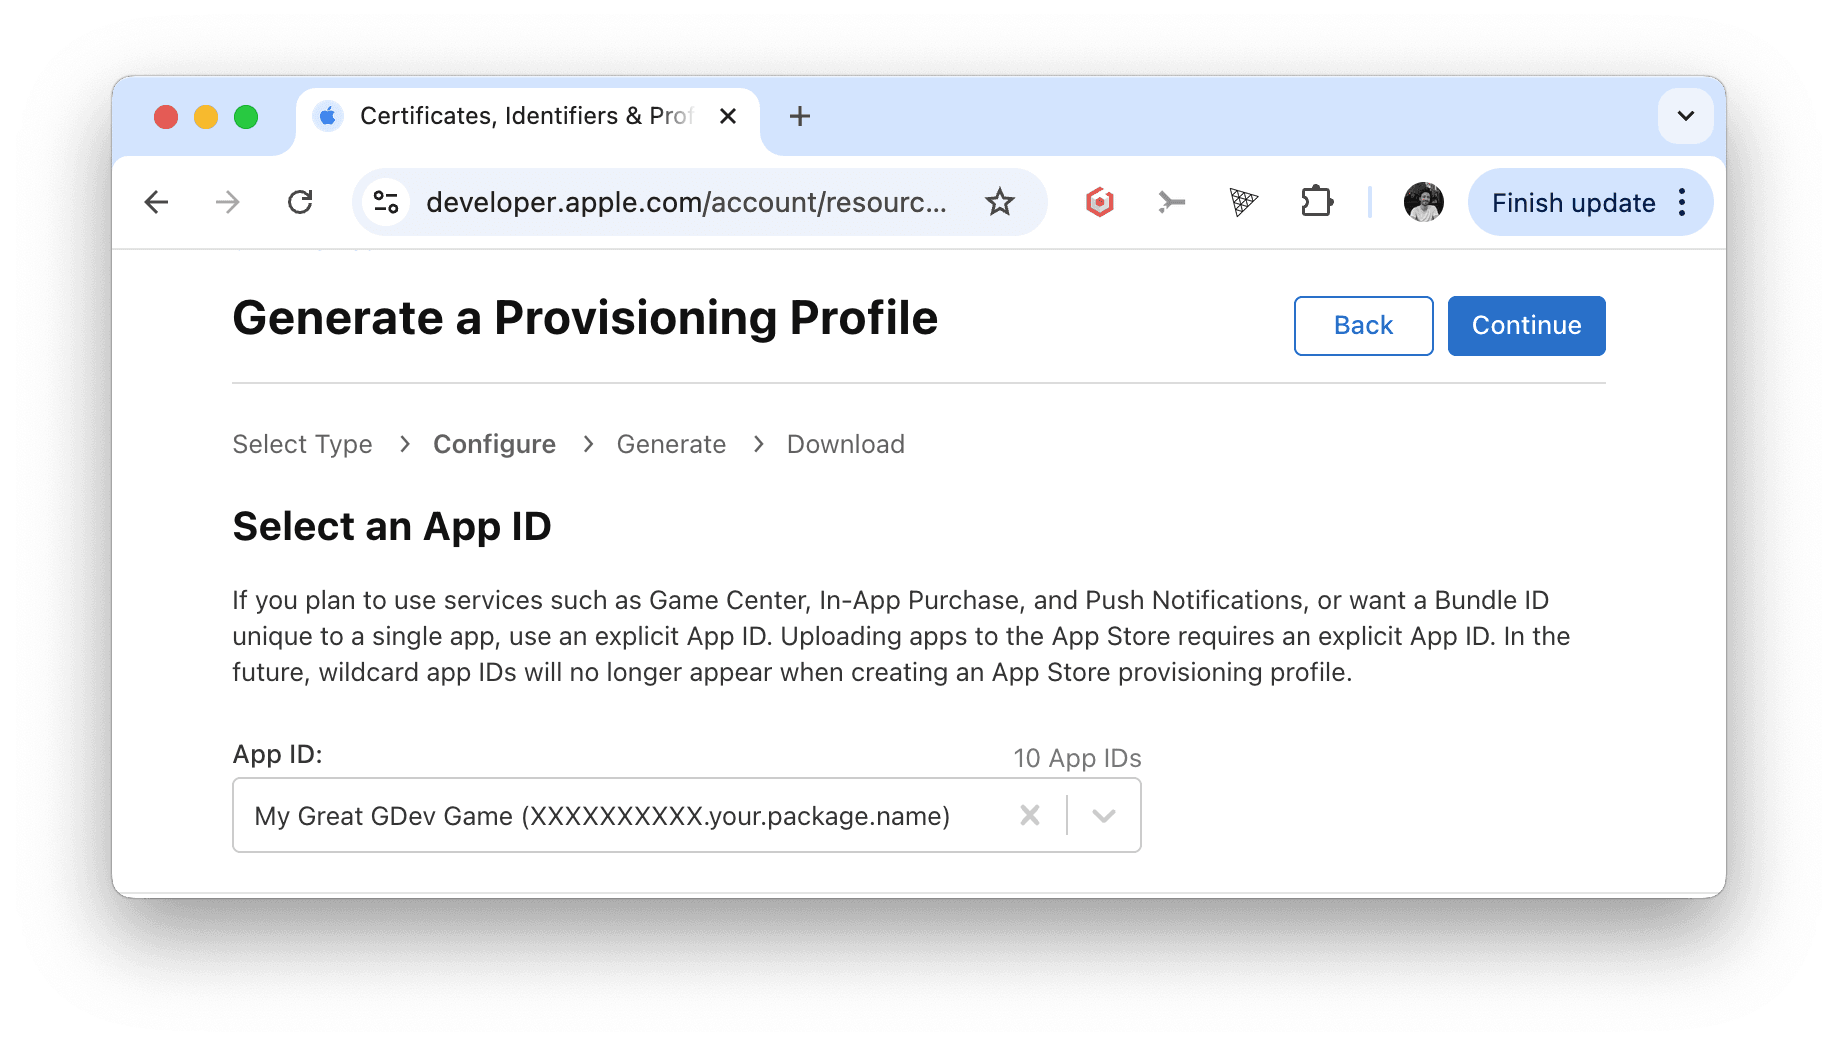 Certificates, Identifiers & Prof
developer.apple.com/account/resourc...
Finish update
Generate a Provisioning Profile
Back
Continue
Select Type > Configure > Generate > Download
Select an App ID
If you plan to use services such as Game Center, In-App Purchase, and Push Notifications, or want a Bundle ID
unique to a single app, use an explicit App ID. Uploading apps to the App Store requires an explicit App ID. In the
future, wildcard app IDs will no longer appear when creating an App Store provisioning profile.
App ID:
10 App IDs
My Great GDev Game (XXXXXXXXXX.your.package.name)